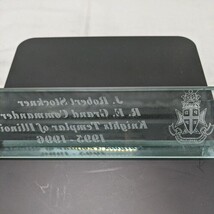 J. Robert Stockner
R. E. Grand Commander
Knights Templar of Illinois
1995-1996